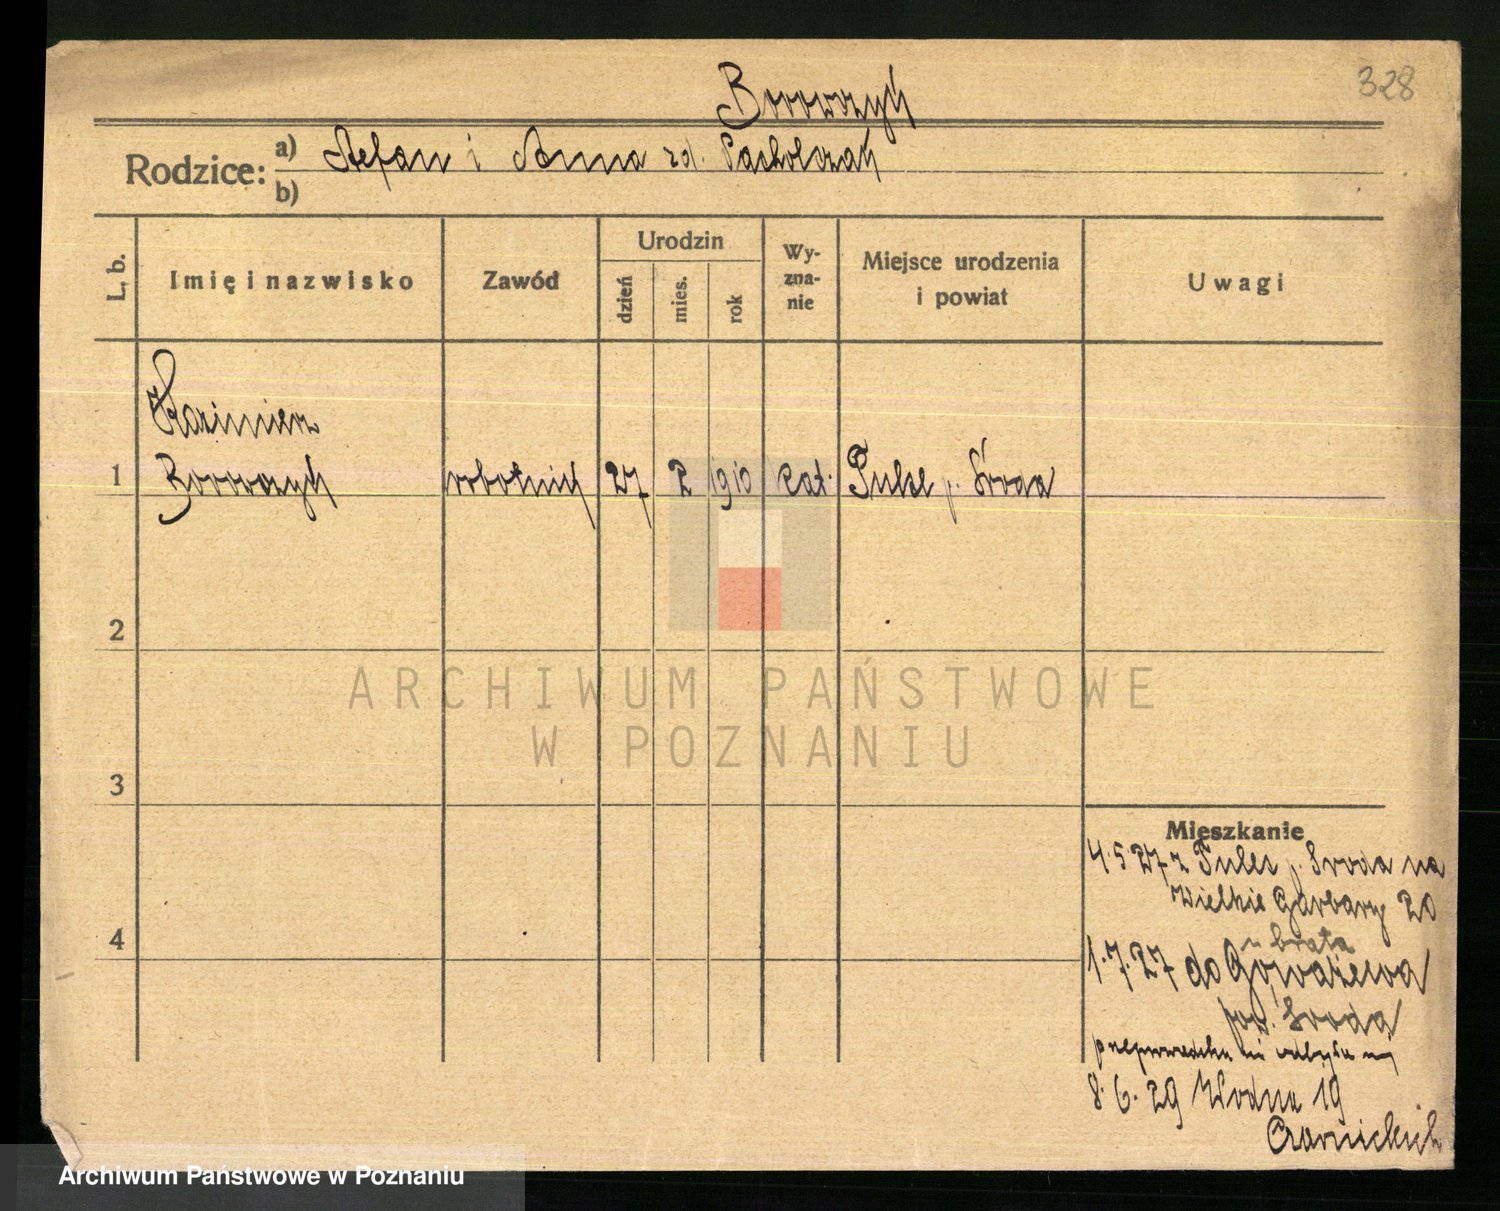 328
Borowczyk
Rodzice:
a) Stefan i Anna zd. Pacholczak
b)
L. b.
Imię i nazwisko
Zawód
Urodzin
dzień
mies.
rok
Wy-
zna-
nie
Miejsce urodzenia
i powiat
Uwagi
Kazimierz
1 Borowczyk robotnik 27 2 1910 kat. p. Środa
2
3
4
Mieszkanie
4.5.27 z p. Środa na
Wielkie Garbary 20
u brata
1.7.27 do
pow. Środa
8.6.29 Wodna 19
ARCHIWUM PAŃSTWOWE
W POZNANIU
Archiwum Państwowe w Poznaniu